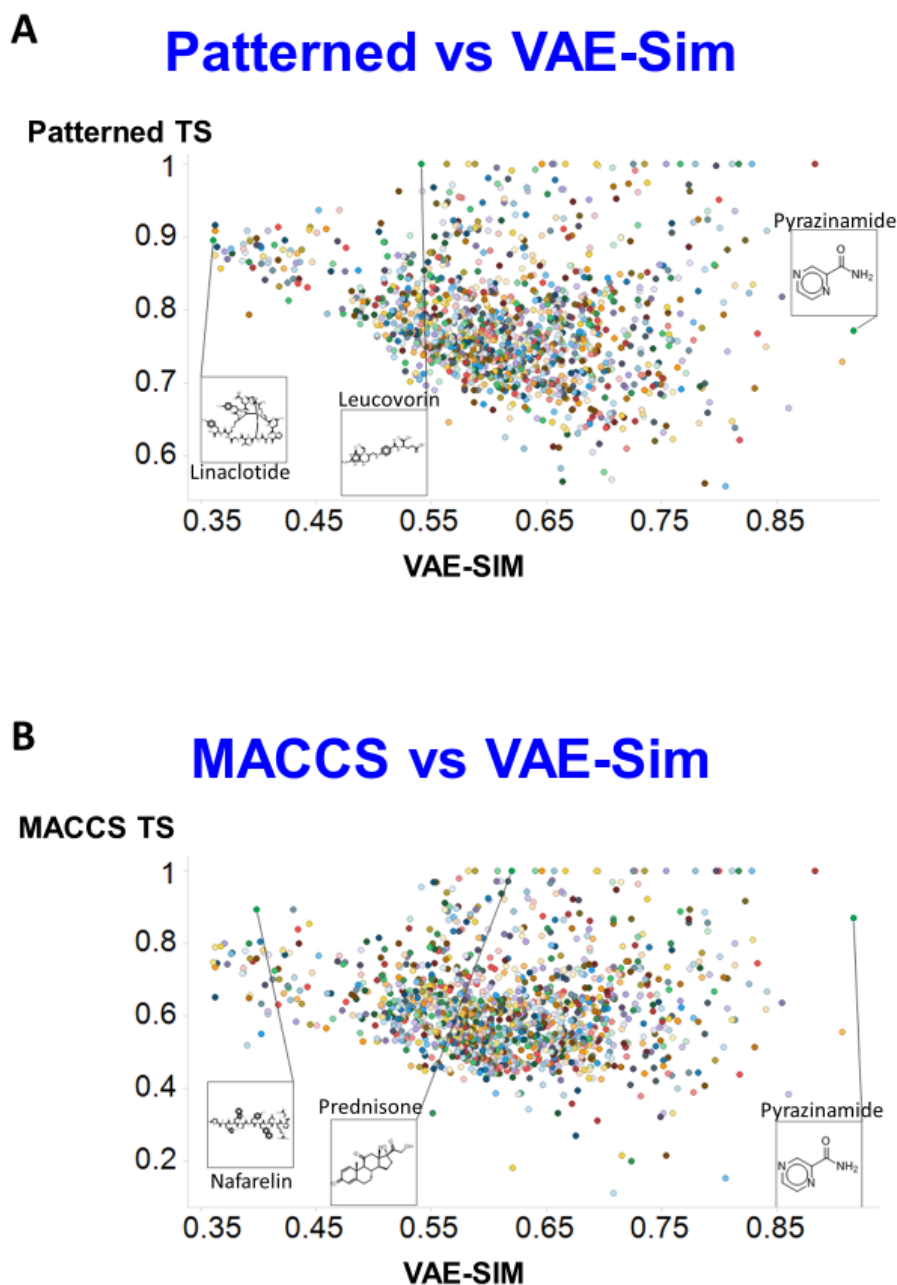 A
Patterned vs VAE-Sim
Patterned TS
1
0.9
0.8
0.7
0.6
Pyrazinamide
O
N
NH2
N
Linaclotide
Leucovorin
0.35 0.45 0.55 0.65 0.75 0.85
VAE-SIM
B
MACCS vs VAE-Sim
MACCS TS
1
0.8
0.6
0.4
0.2
Nafarelin
Prednisone
Pyrazinamide
O
N
NH2
N
0.35 0.45 0.55 0.65 0.75 0.85
VAE-SIM